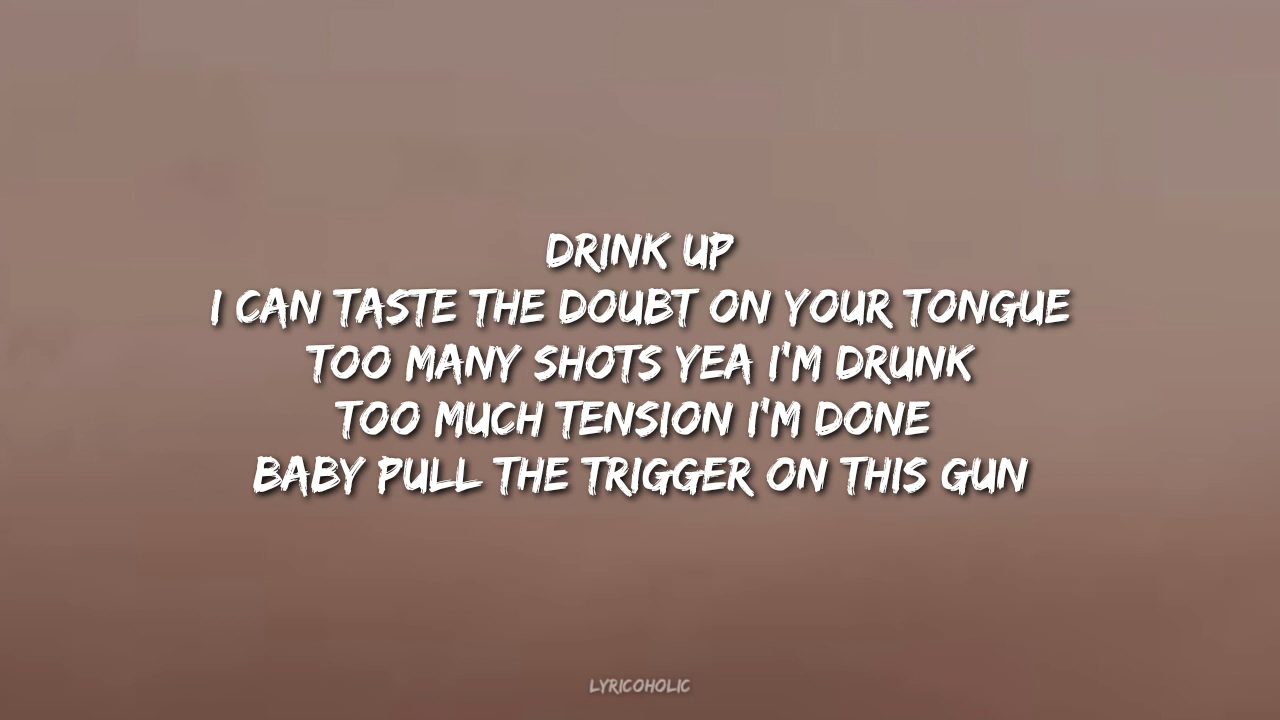 DRINK UP
I CAN TASTE THE DOUBT ON YOUR TONGUE
TOO MANY SHOTS YEA I'M DRUNK
TOO MUCH TENSION I'M DONE
BABY PULL THE TRIGGER ON THIS GUN
LYRICOHOLIC